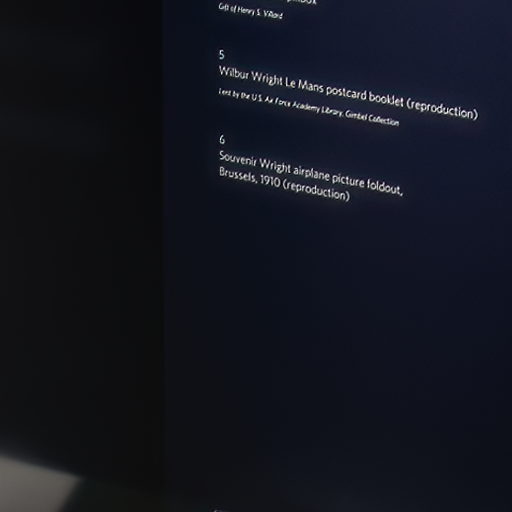 Gift of Henry S. Villard
5
Wilbur Wright Le Mans postcard booklet (reproduction)
Lent by the U.S. Air Force Academy Library, Gimbel Collection
6
Souvenir Wright airplane picture foldout,
Brussels, 1910 (reproduction)